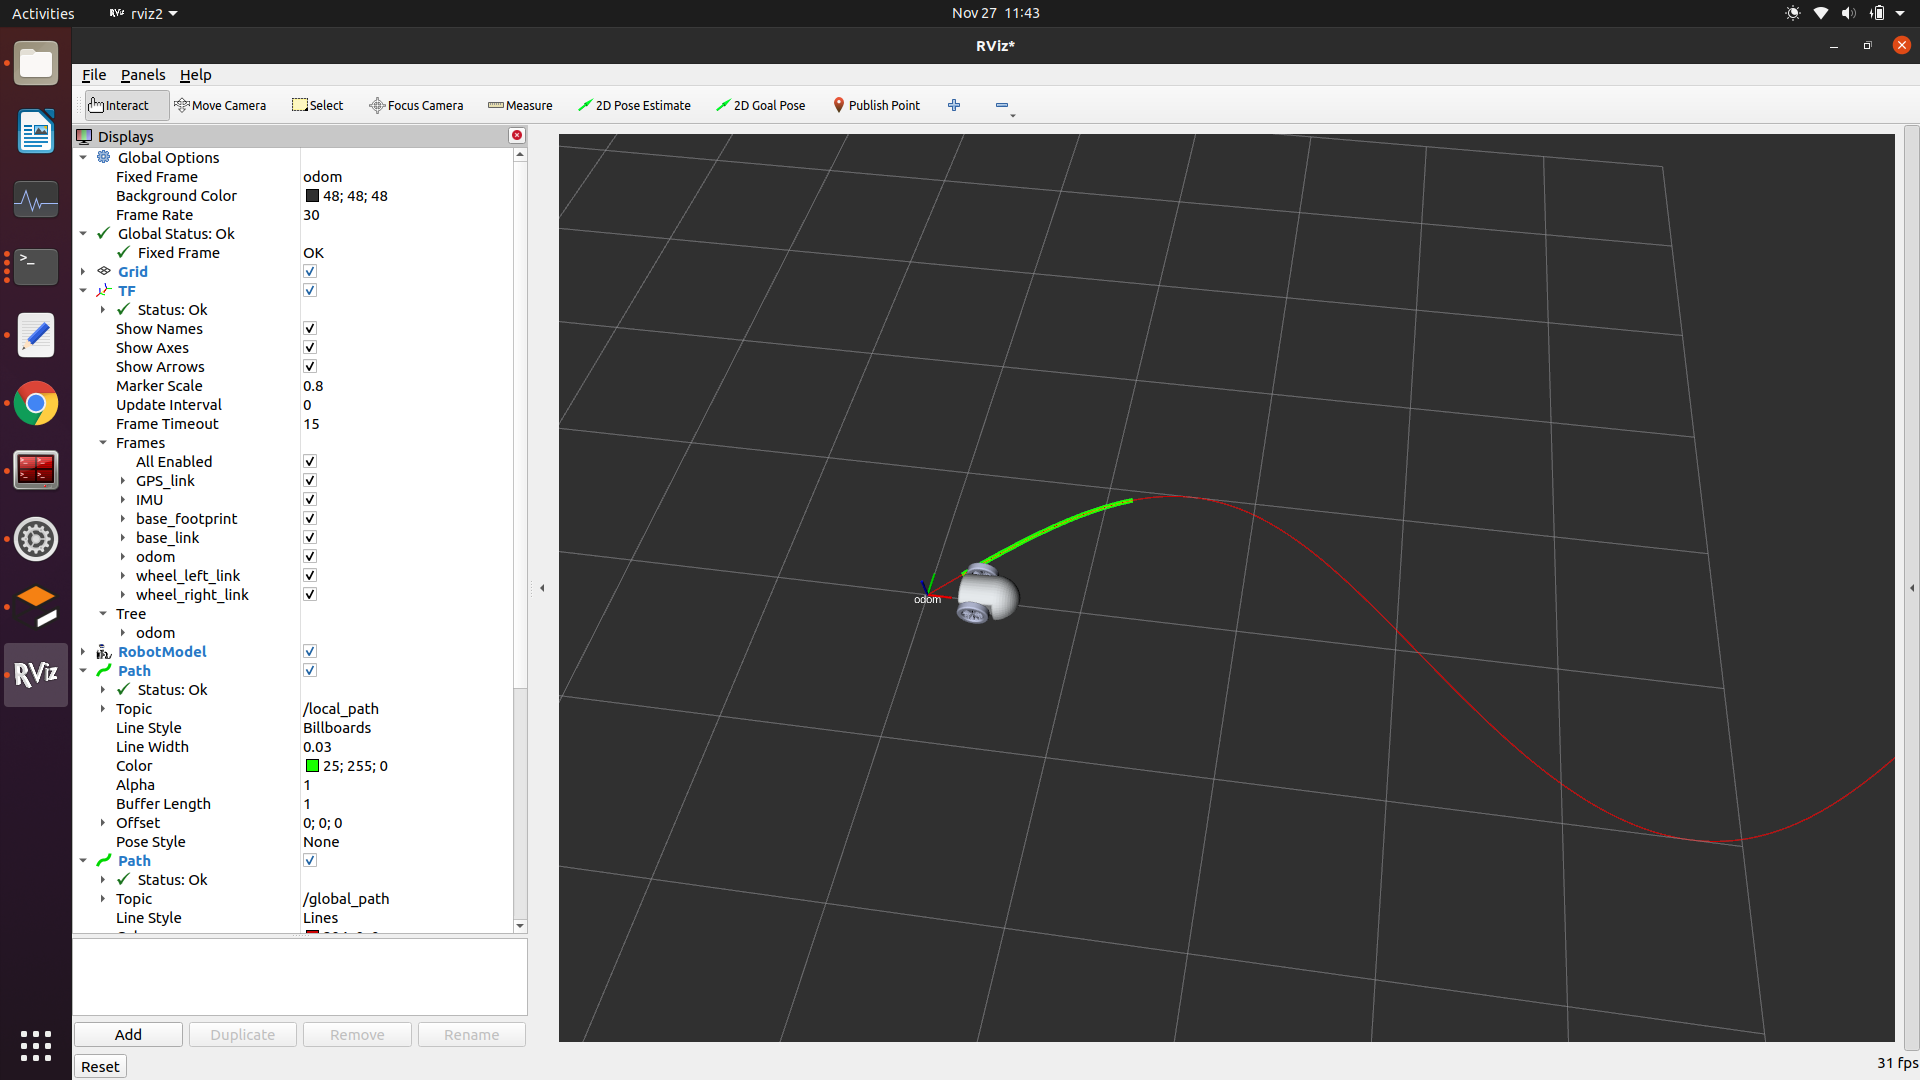 Activities
RViz rviz2
Nov 27 11:43
RViz*
File Panels Help
Interact Move Camera Select Focus Camera Measure 2D Pose Estimate 2D Goal Pose Publish Point
Displays
Global Options
Fixed Frame odom
Background Color 48; 48; 48
Frame Rate 30
Global Status: Ok
Fixed Frame OK
Grid
TF
Status: Ok
Show Names
Show Axes
Show Arrows
Marker Scale 0.8
Update Interval 0
Frame Timeout 15
Frames
All Enabled
GPS_link
IMU
base_footprint
base_link
odom
wheel_left_link
wheel_right_link
Tree
odom
RobotModel
Path
Status: Ok
Topic /local_path
Line Style Billboards
Line Width 0.03
Color 25; 255; 0
Alpha 1
Buffer Length 1
Offset 0; 0; 0
Pose Style None
Path
Status: Ok
Topic /global_path
Line Style Lines
Add Duplicate Remove Rename
Reset
odom
31 fps
RViz